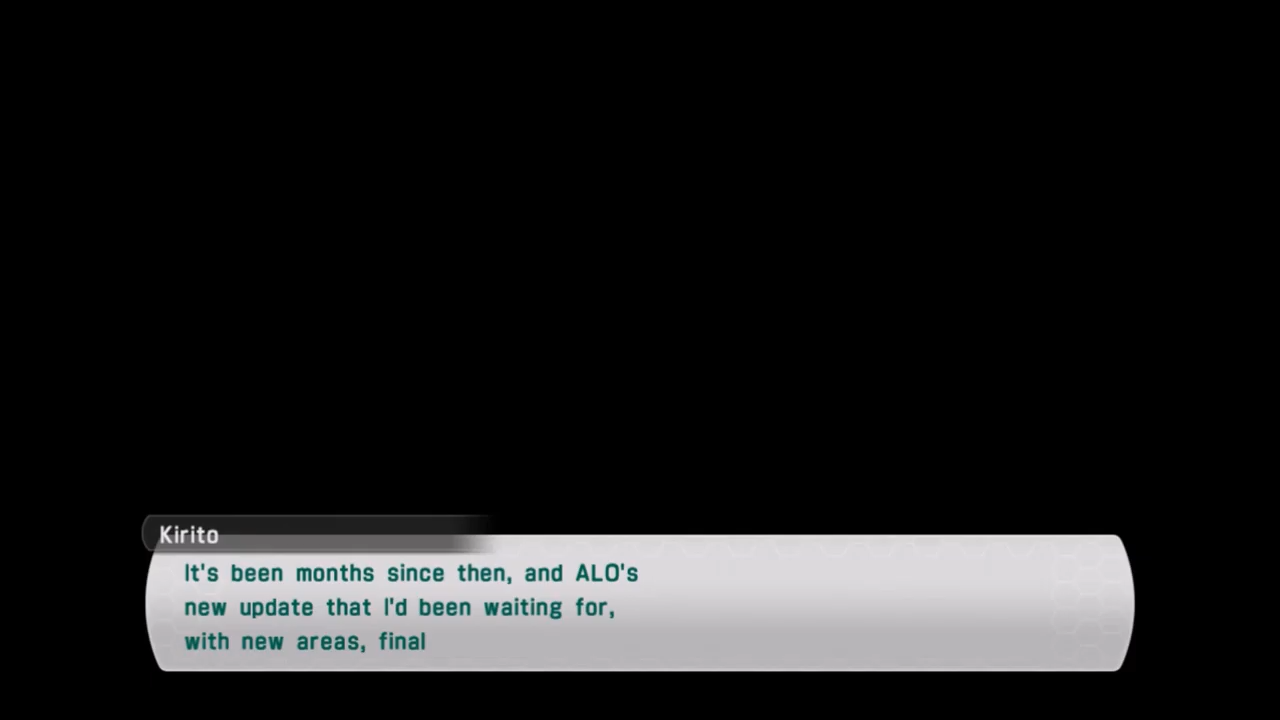 Kirito
It's been months since then, and ALO's
new update that I'd been waiting for,
with new areas, final